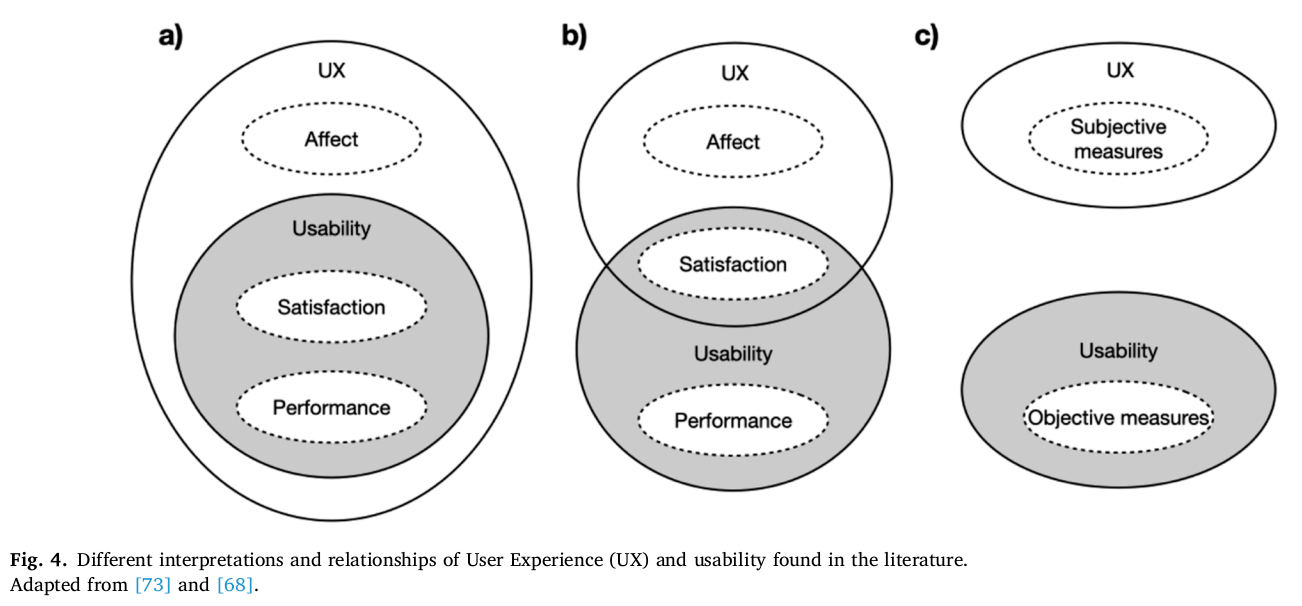 a)
UX
Affect
Usability
Satisfaction
Performance
b)
UX
Affect
Satisfaction
Usability
Performance
c)
UX
Subjective
measures
Usability
Objective measures
Fig. 4. Different interpretations and relationships of User Experience (UX) and usability found in the literature.
Adapted from [73] and [68].